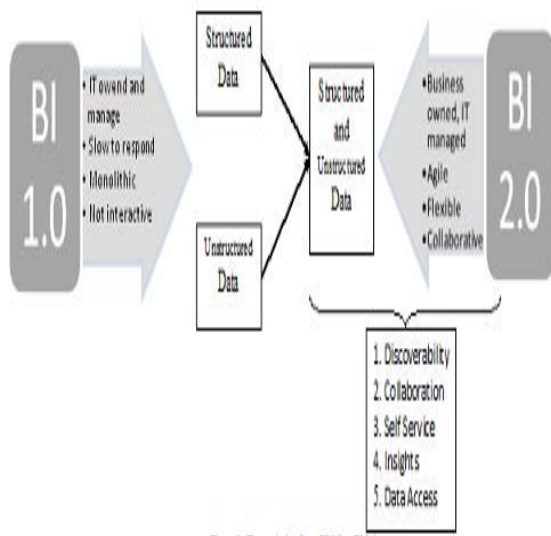 BI
1.0
• IT owend and
manage
• Slow to respond
• Monolithic
• Not interactive
Structured
Data
Unstructured
Data
Structured
and
Unstructured
Data
•Business
owned, IT
managed
•Agile
•Flexible
•Collaborative
BI
2.0
1. Discoverability
2. Collaboration
3. Self Service
4. Insights
5. Data Access